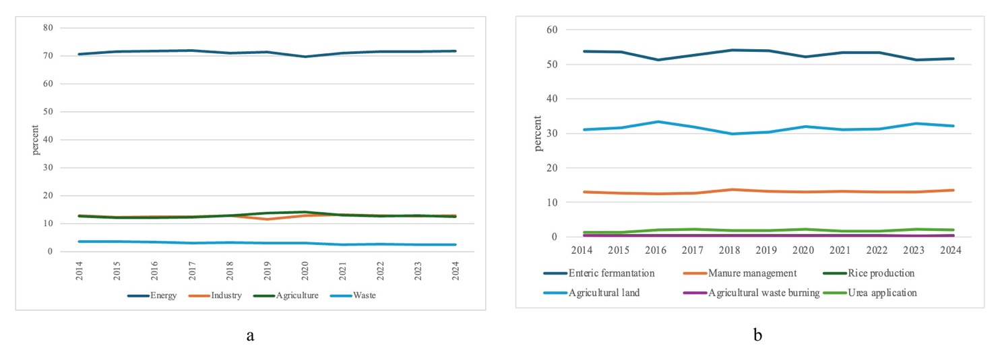 80
70
60
50
40
30
20
10
0
percent
2014 2015 2016 2017 2018 2019 2020 2021 2022 2023 2024
Energy Industry Agriculture Waste
a
60
50
40
30
20
10
0
percent
2014 2015 2016 2017 2018 2019 2020 2021 2022 2023 2024
Enteric fermantation Manure management Rice production
Agricultural land Agricultural waste burning Urea application
b